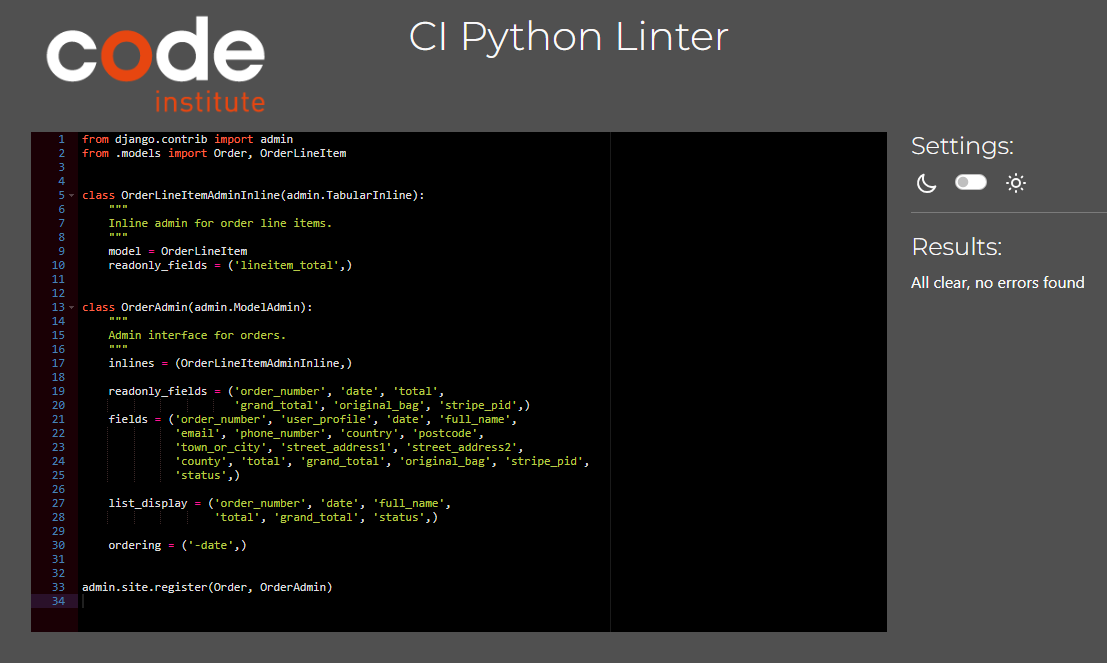 code
institute
CI Python Linter
1 from django.contrib import admin
2 from .models import Order, OrderLineItem
3
4
5 class OrderLineItemAdminInline(admin.TabularInline):
6     """
7     Inline admin for order line items.
8     """
9     model = OrderLineItem
10     readonly_fields = ('lineitem_total',)
11
12
13 class OrderAdmin(admin.ModelAdmin):
14     """
15     Admin interface for orders.
16     """
17     inlines = (OrderLineItemAdminInline,)
18
19     readonly_fields = ('order_number', 'date', 'total',
20                        'grand_total', 'original_bag', 'stripe_pid',)
21     fields = ('order_number', 'user_profile', 'date', 'full_name',
22               'email', 'phone_number', 'country', 'postcode',
23               'town_or_city', 'street_address1', 'street_address2',
24               'county', 'total', 'grand_total', 'original_bag', 'stripe_pid',
25               'status',)
26
27     list_display = ('order_number', 'date', 'full_name',
28                     'total', 'grand_total', 'status',)
29
30     ordering = ('-date',)
31
32
33 admin.site.register(Order, OrderAdmin)
34
Settings:
Results:
All clear, no errors found